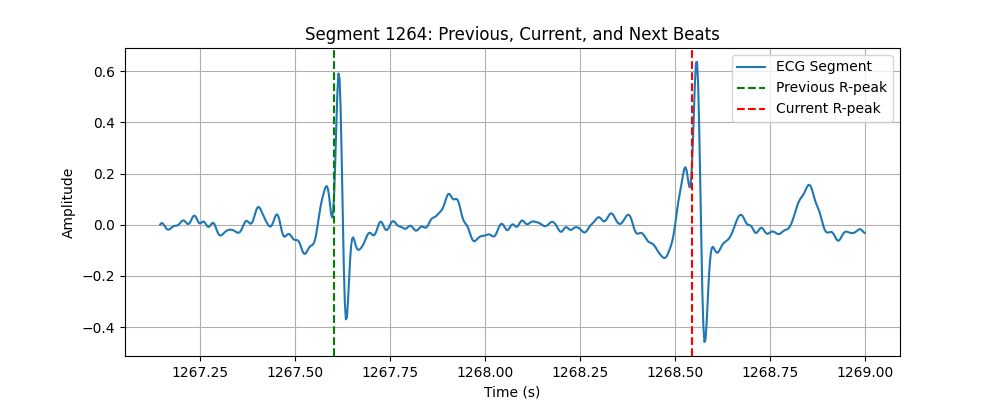 Segment 1264: Previous, Current, and Next Beats
ECG Segment
Previous R-peak
Current R-peak
Amplitude
0.6
0.4
0.2
0.0
−0.2
−0.4
1267.25 1267.50 1267.75 1268.00 1268.25 1268.50 1268.75 1269.00
Time (s)